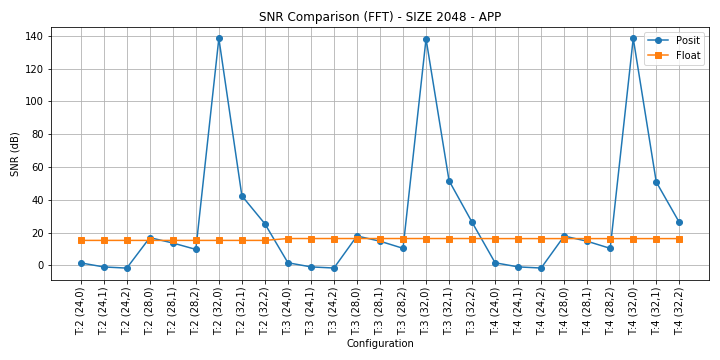 SNR Comparison (FFT) - SIZE 2048 - APP
140
120
100
80
60
40
20
0
SNR (dB)
Posit
Float
T:2 (24,0)
T:2 (24,1)
T:2 (24,2)
T:2 (28,0)
T:2 (28,1)
T:2 (28,2)
T:2 (32,0)
T:2 (32,1)
T:2 (32,2)
T:3 (24,0)
T:3 (24,1)
T:3 (24,2)
T:3 (28,0)
T:3 (28,1)
T:3 (28,2)
T:3 (32,0)
T:3 (32,1)
T:3 (32,2)
T:4 (24,0)
T:4 (24,1)
T:4 (24,2)
T:4 (28,0)
T:4 (28,1)
T:4 (28,2)
T:4 (32,0)
T:4 (32,1)
T:4 (32,2)
Configuration